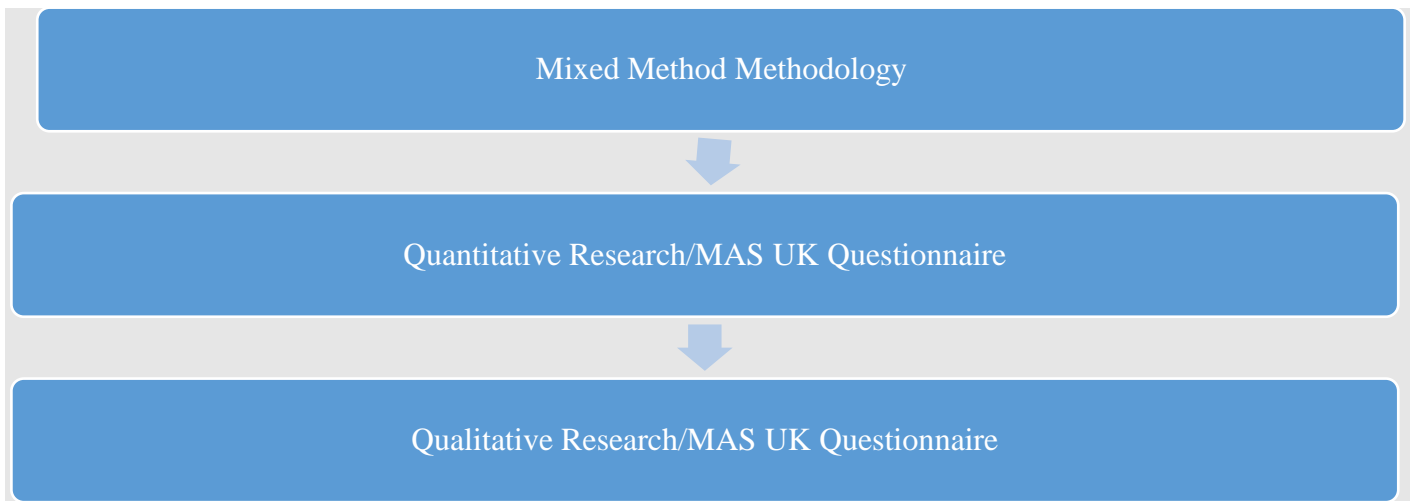 Mixed Method Methodology
Quantitative Research/MAS UK Questionnaire
Qualitative Research/MAS UK Questionnaire